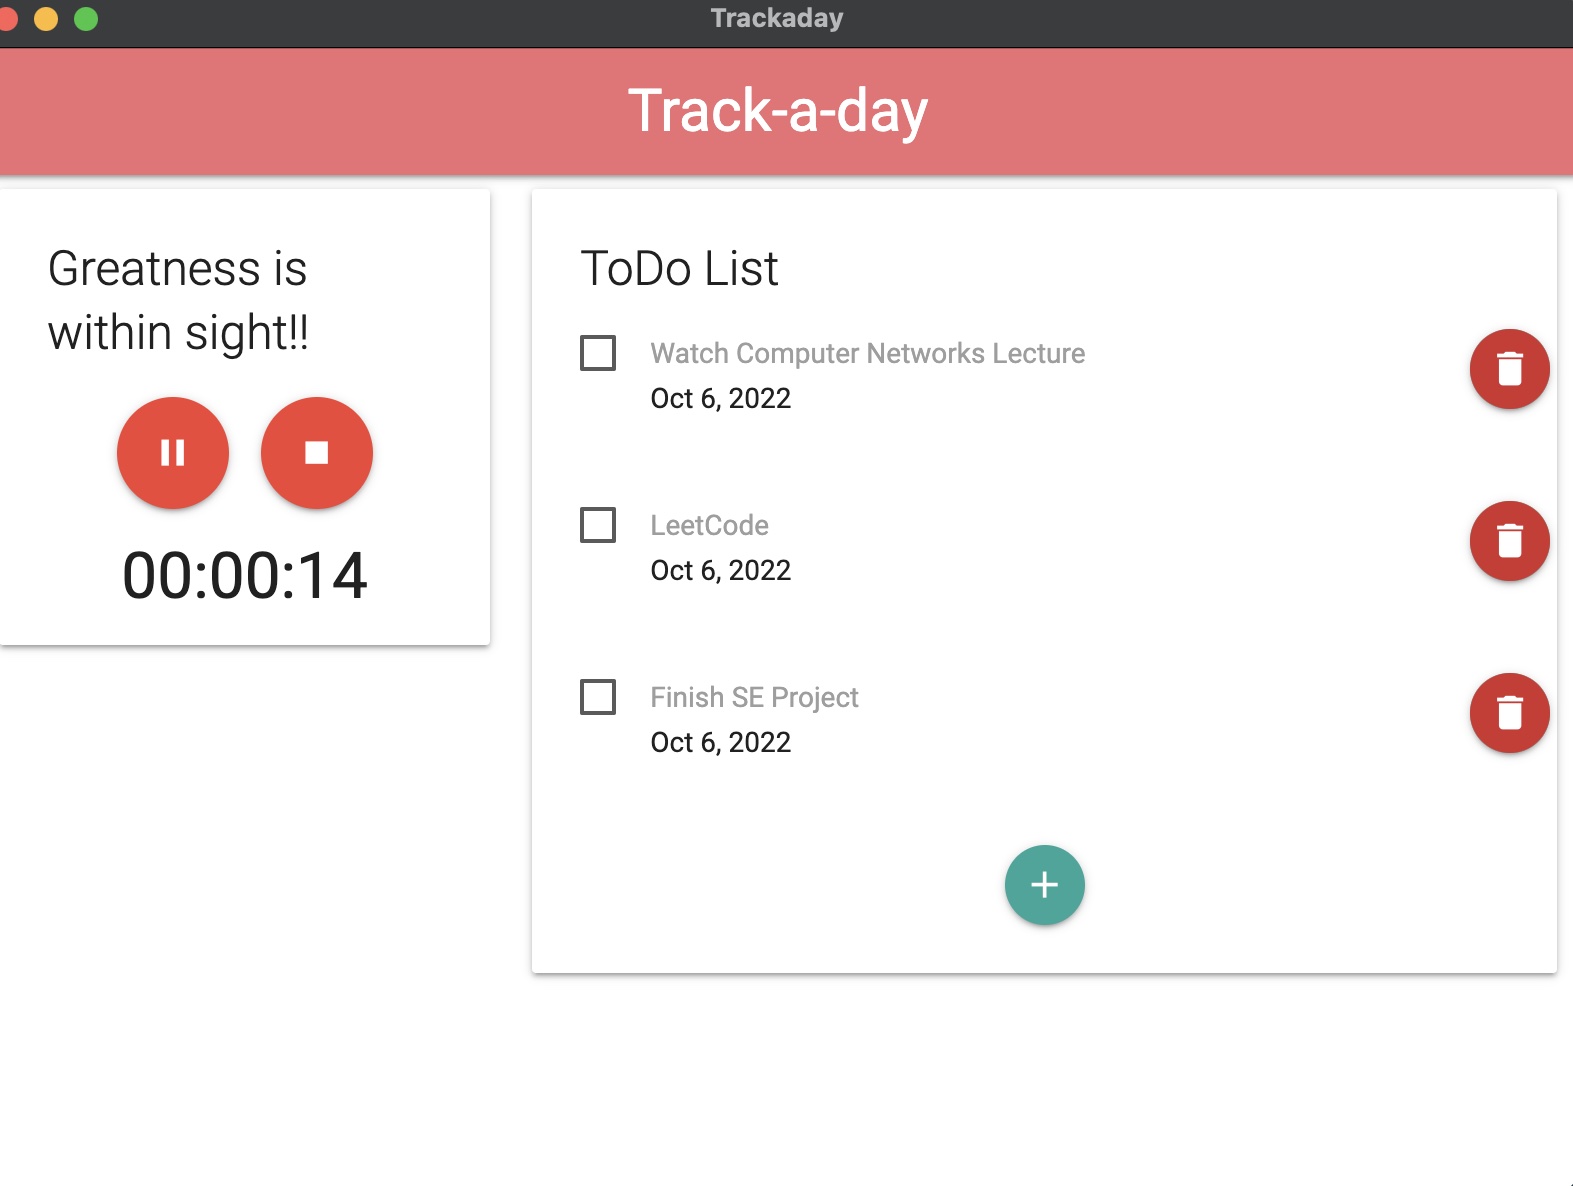 Trackaday
Track-a-day
Greatness is
within sight!!
00:00:14
ToDo List
Watch Computer Networks Lecture
Oct 6, 2022
LeetCode
Oct 6, 2022
Finish SE Project
Oct 6, 2022